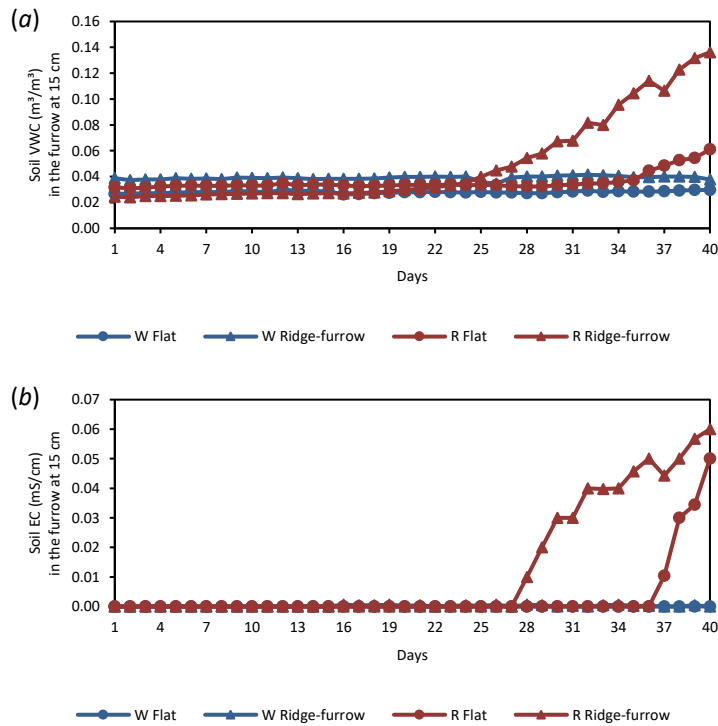 (a)
Soil VWC (m³/m³)
in the furrow at 15 cm
0.16
0.14
0.12
0.10
0.08
0.06
0.04
0.02
0.00
1 4 7 10 13 16 19 22 25 28 31 34 37 40
Days
W Flat W Ridge-furrow R Flat R Ridge-furrow
(b)
Soil EC (mS/cm)
in the furrow at 15 cm
0.07
0.06
0.05
0.04
0.03
0.02
0.01
0.00
1 4 7 10 13 16 19 22 25 28 31 34 37 40
Days
W Flat W Ridge-furrow R Flat R Ridge-furrow